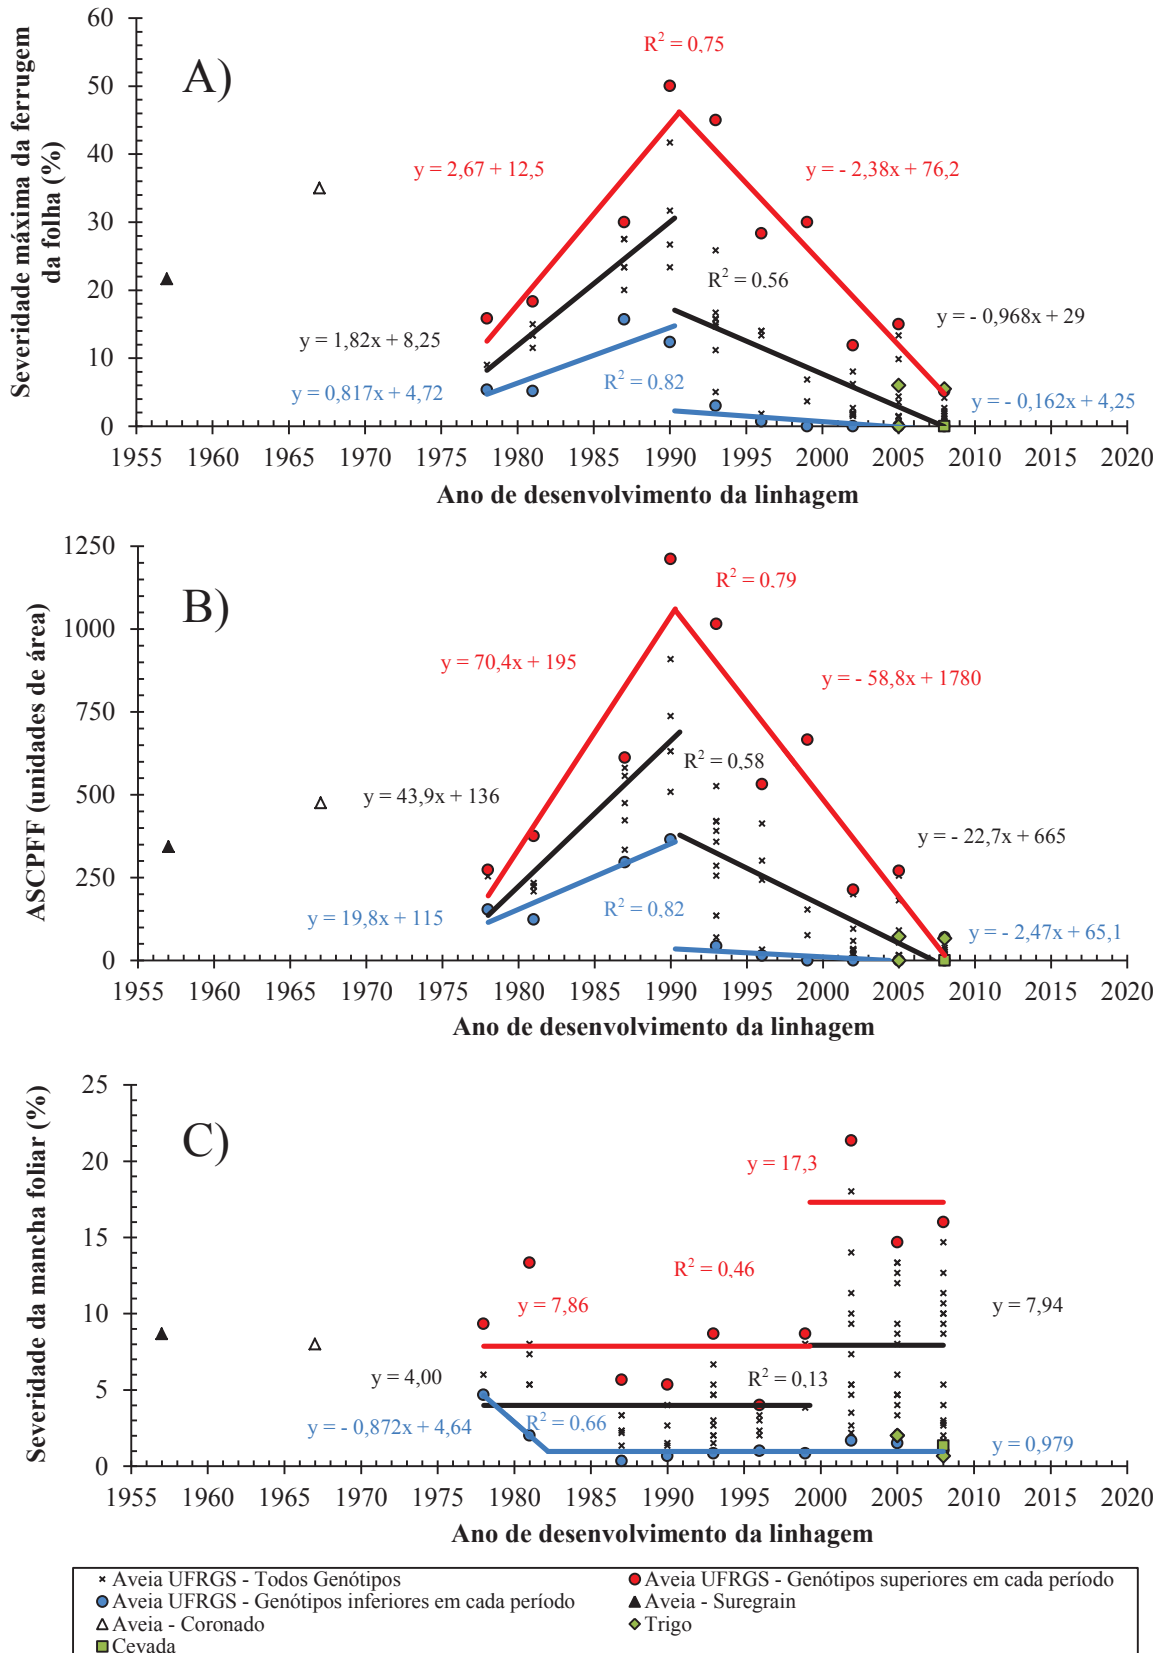 A)
Severidade máxima da ferrugem
da folha (%)
60
50
40
30
20
10
0
R² = 0,75
y = 2,67 + 12,5
y = - 2,38x + 76,2
R² = 0,56
y = 1,82x + 8,25
y = - 0,968x + 29
y = 0,817x + 4,72
R² = 0,82
y = - 0,162x + 4,25
1955 1960 1965 1970 1975 1980 1985 1990 1995 2000 2005 2010 2015 2020
Ano de desenvolvimento da linhagem
B)
ASCPFF (unidades de área)
1250
1000
750
500
250
0
R² = 0,79
y = 70,4x + 195
y = - 58,8x + 1780
R² = 0,58
y = 43,9x + 136
y = - 22,7x + 665
y = 19,8x + 115
R² = 0,82
y = - 2,47x + 65,1
1955 1960 1965 1970 1975 1980 1985 1990 1995 2000 2005 2010 2015 2020
Ano de desenvolvimento da linhagem
C)
Severidade da mancha foliar (%)
25
20
15
10
5
0
y = 17,3
R² = 0,46
y = 7,86
y = 7,94
y = 4,00
R² = 0,13
y = - 0,872x + 4,64
R² = 0,66
y = 0,979
1955 1960 1965 1970 1975 1980 1985 1990 1995 2000 2005 2010 2015 2020
Ano de desenvolvimento da linhagem
Aveia UFRGS - Todos Genótipos
Aveia UFRGS - Genótipos superiores em cada período
Aveia UFRGS - Genótipos inferiores em cada período
Aveia - Suregrain
Aveia - Coronado
Trigo
Cevada